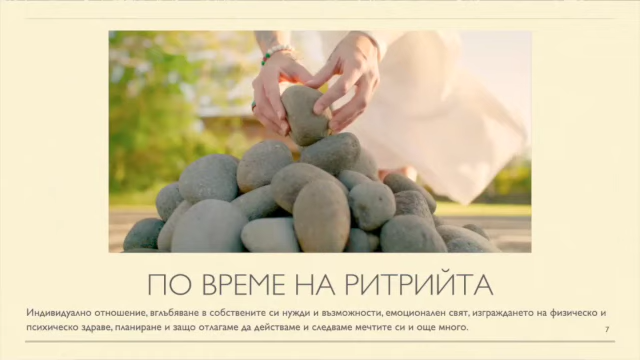 ПО ВРЕМЕ НА РИТРИЙТА
Индивидуално отношение, вглъбяване в собствените си нужди и възможности, емоционален свят, изграждането на физическо и
психическо здраве, планиране и защо отлагаме да действаме и следваме мечтите си и още много.
7